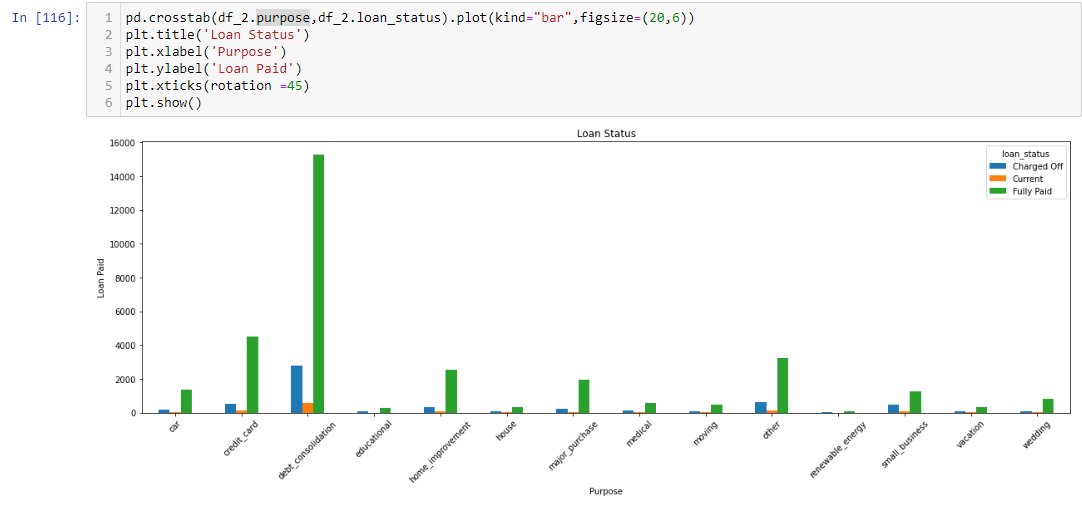 In [116]:
1 pd.crosstab(df_2.purpose,df_2.loan_status).plot(kind="bar",figsize=(20,6))
2 plt.title('Loan Status')
3 plt.xlabel('Purpose')
4 plt.ylabel('Loan Paid')
5 plt.xticks(rotation =45)
6 plt.show()
Loan Status
loan_status
Charged Off
Current
Fully Paid
Loan Paid
16000
14000
12000
10000
8000
6000
4000
2000
0
car
credit_card
debt_consolidation
educational
home_improvement
house
major_purchase
medical
moving
other
renewable_energy
small_business
vacation
wedding
Purpose